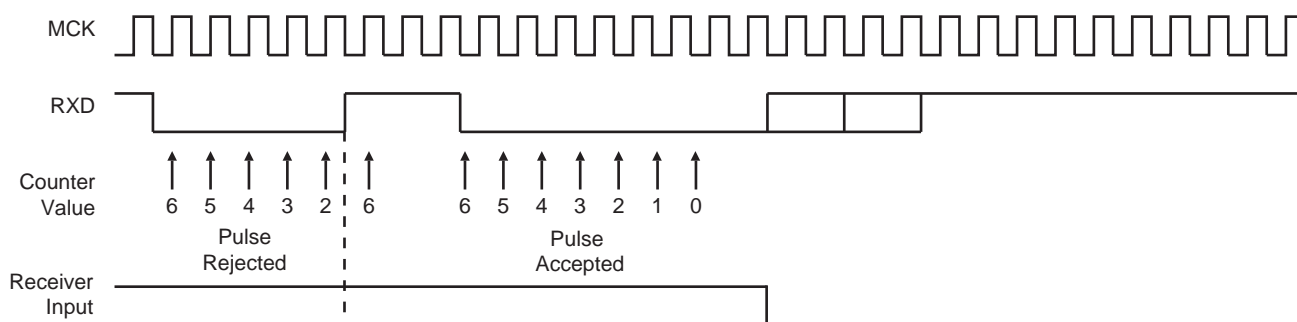 MCK
RXD
Counter
Value
6 5 4 3 2 6 6 5 4 3 2 1 0
Pulse
Rejected
Pulse
Accepted
Receiver
Input